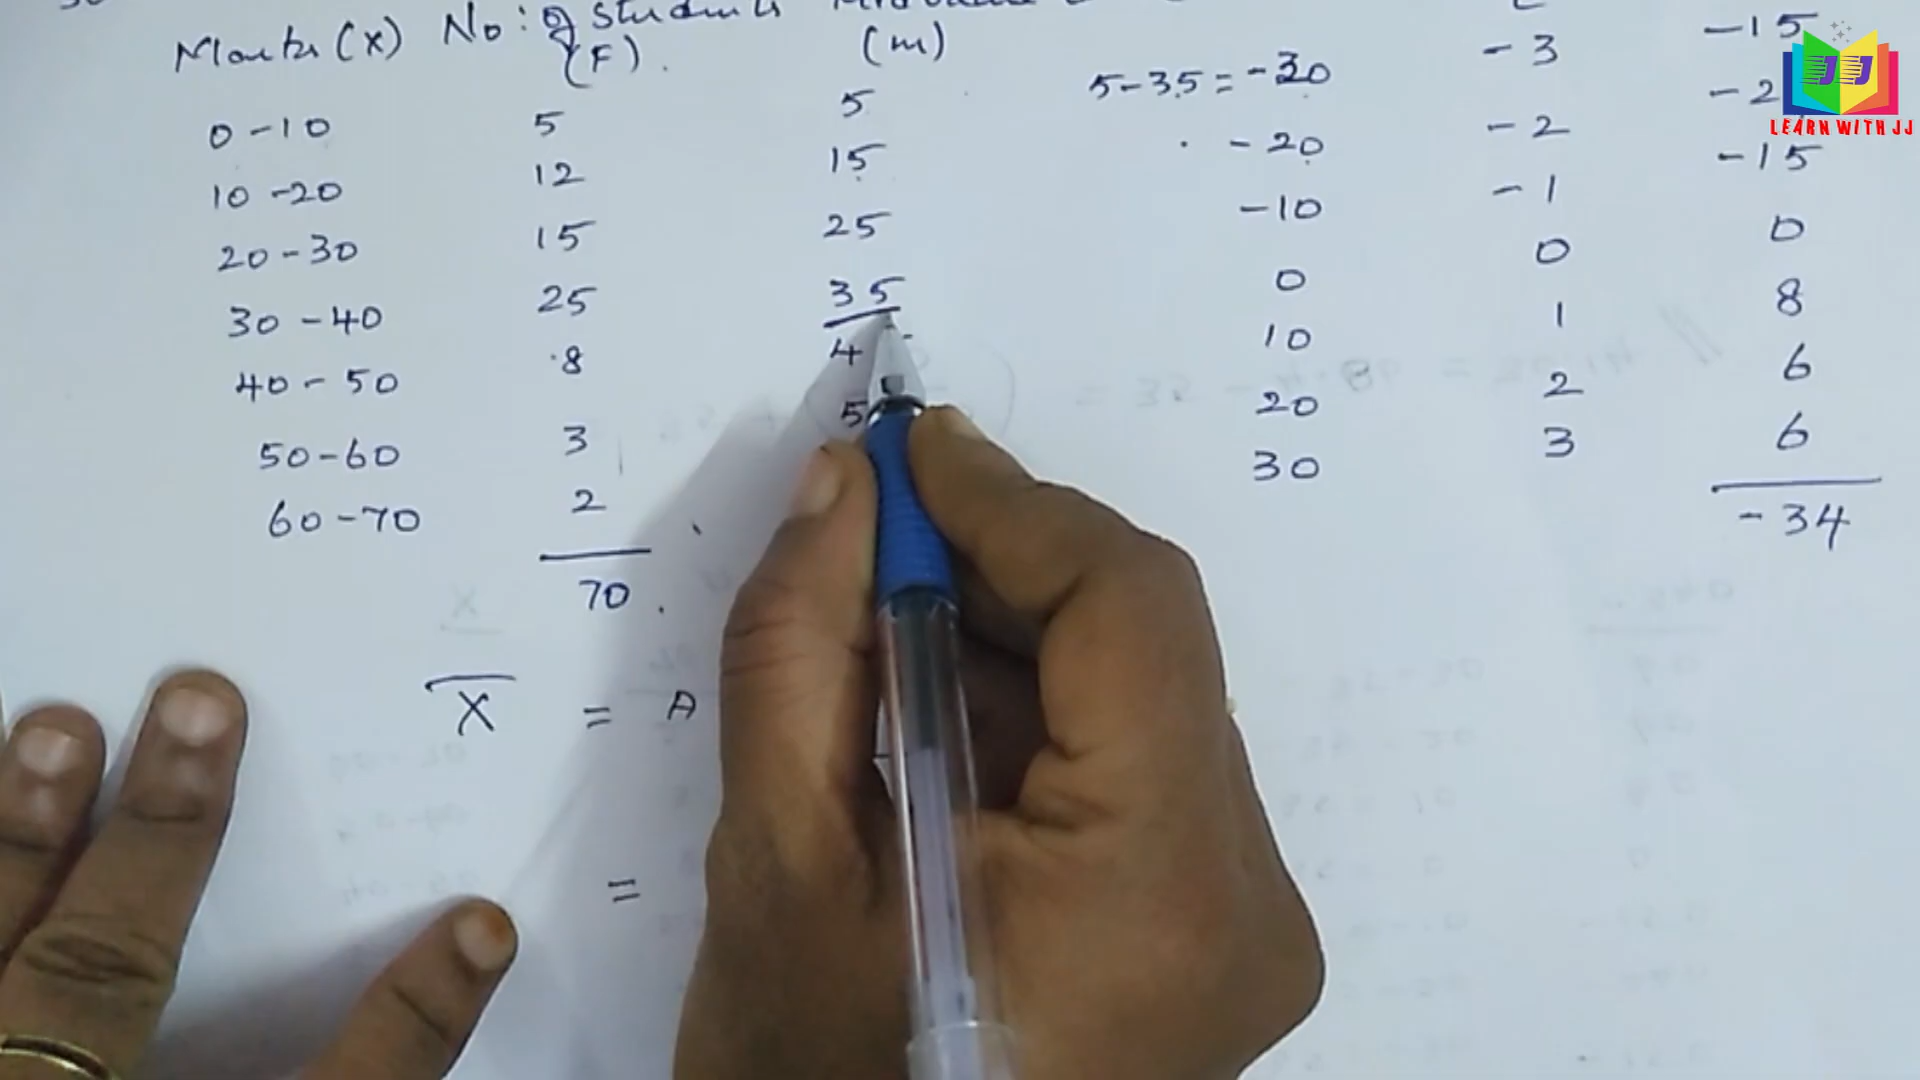 Marks (X) No: of Students
(F). (m)
5-35 = -30 -3 -15
0-10 5 5
10-20 12 15 -20 -2
20-30 15 25 -10 -1 -15
30-40 25 35 0 0 0
40-50 8 4 10 1 8
50-60 3 5 20 2 6
60-70 2 30 3 6
70. -34
X = A
=
JJ
LEARN WITH JJ